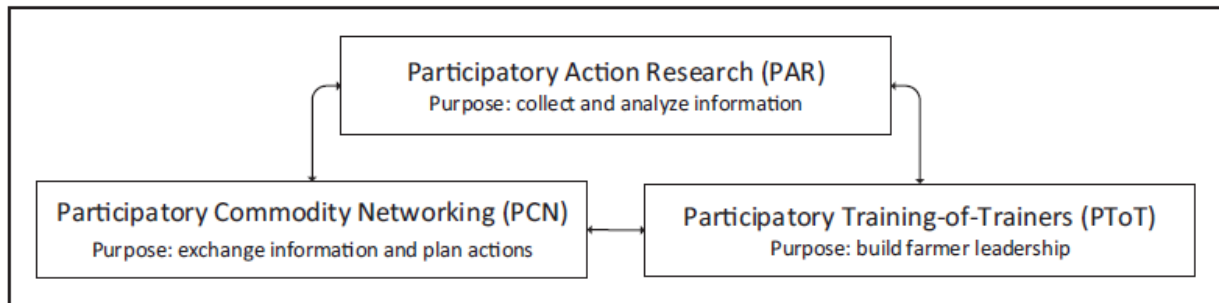 Participatory Action Research (PAR)
Purpose: collect and analyze information
Participatory Commodity Networking (PCN)
Purpose: exchange information and plan actions
Participatory Training-of-Trainers (PToT)
Purpose: build farmer leadership